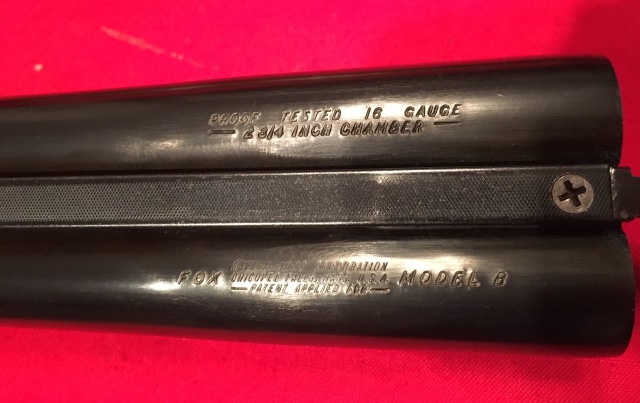 PROOF TESTED 16 GAUGE
2 3/4 INCH CHAMBER
FOX MODEL B
CORPORATION
CHICOPEE FALLS, MASS. U.S.A.
PATENT APPLIED FOR